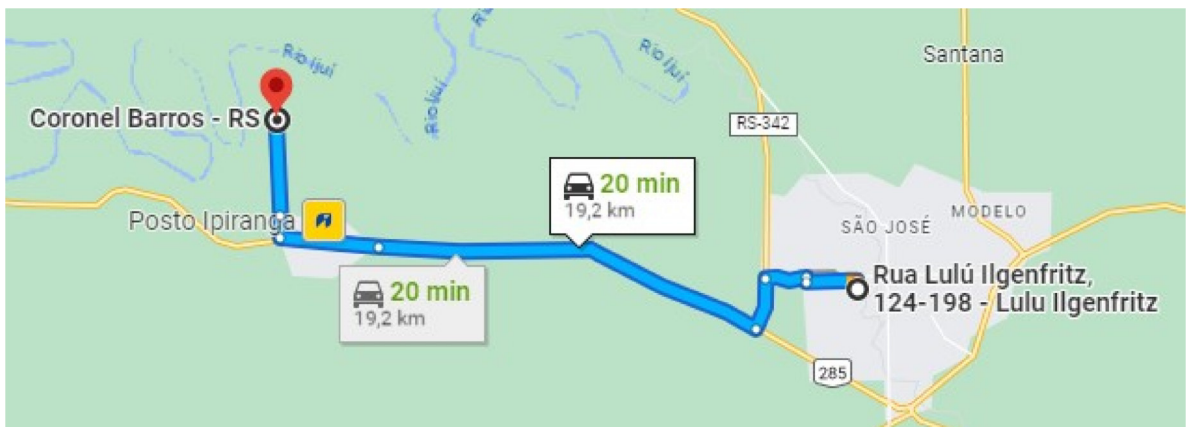 Rio Ijuí
Rio Ijuí
Rio Ijuí
Santana
Coronel Barros - RS
RS-342
20 min
19,2 km
Posto Ipiranga
MODELO
SÃO JOSÉ
20 min
19,2 km
Rua Lulú Ilgenfritz,
124-198 - Lulu Ilgenfritz
285